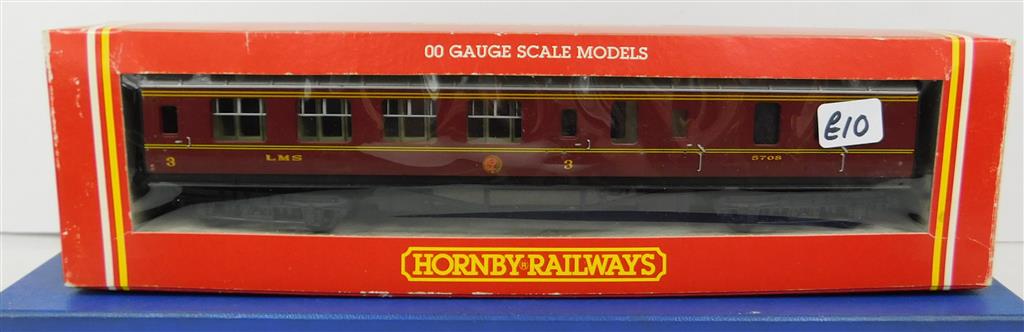 00 GAUGE SCALE MODELS
£10
3 LMS 3 5708
HORNBY® RAILWAYS